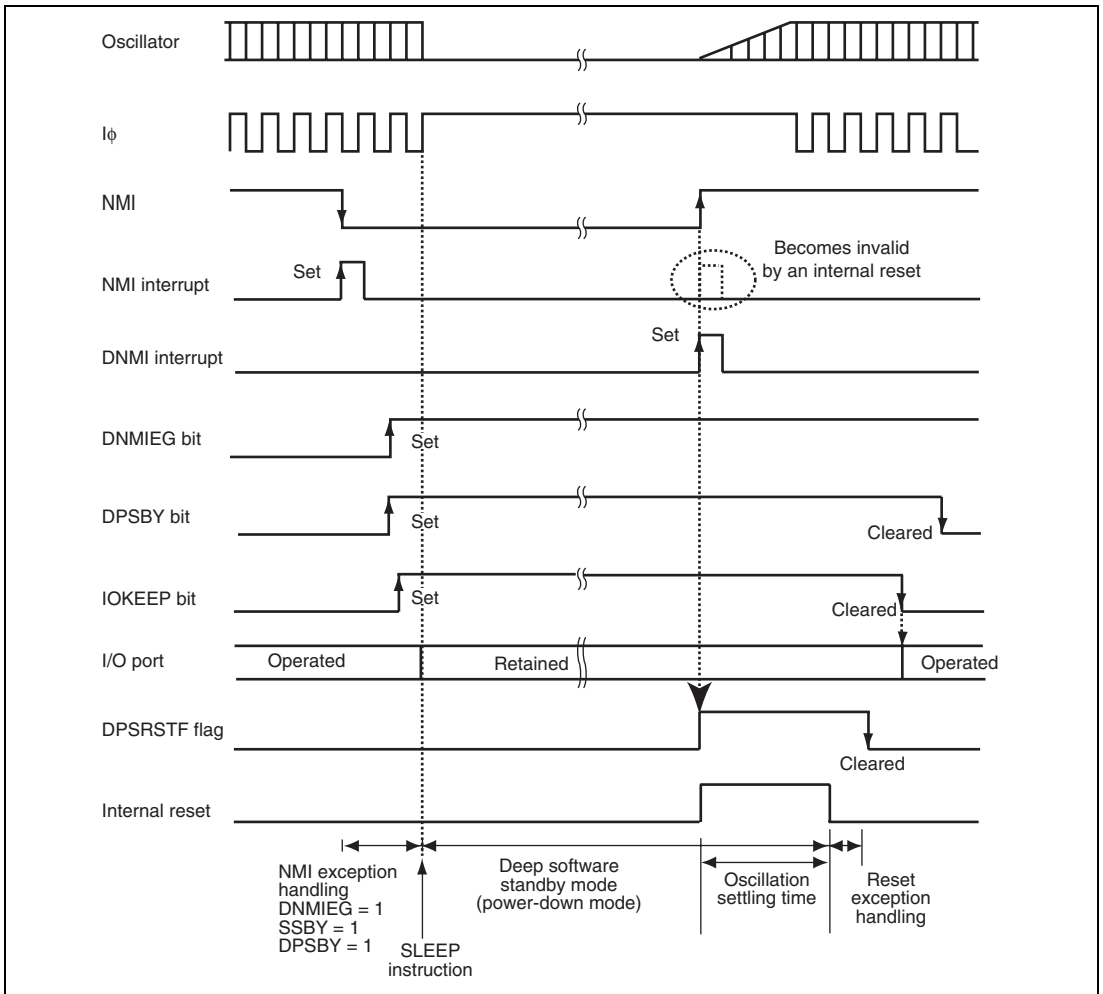 Oscillator
Iϕ
NMI
Becomes invalid
by an internal reset
NMI interrupt
Set
DNMI interrupt
Set
DNMIEG bit
Set
DPSBY bit
Set
Cleared
IOKEEP bit
Set
Cleared
I/O port
Operated
Retained
Operated
DPSRSTF flag
Cleared
Internal reset
NMI exception
handling
DNMIEG = 1
SSBY = 1
DPSBY = 1
SLEEP
instruction
Deep software
standby mode
(power-down mode)
Oscillation
settling time
Reset
exception
handling